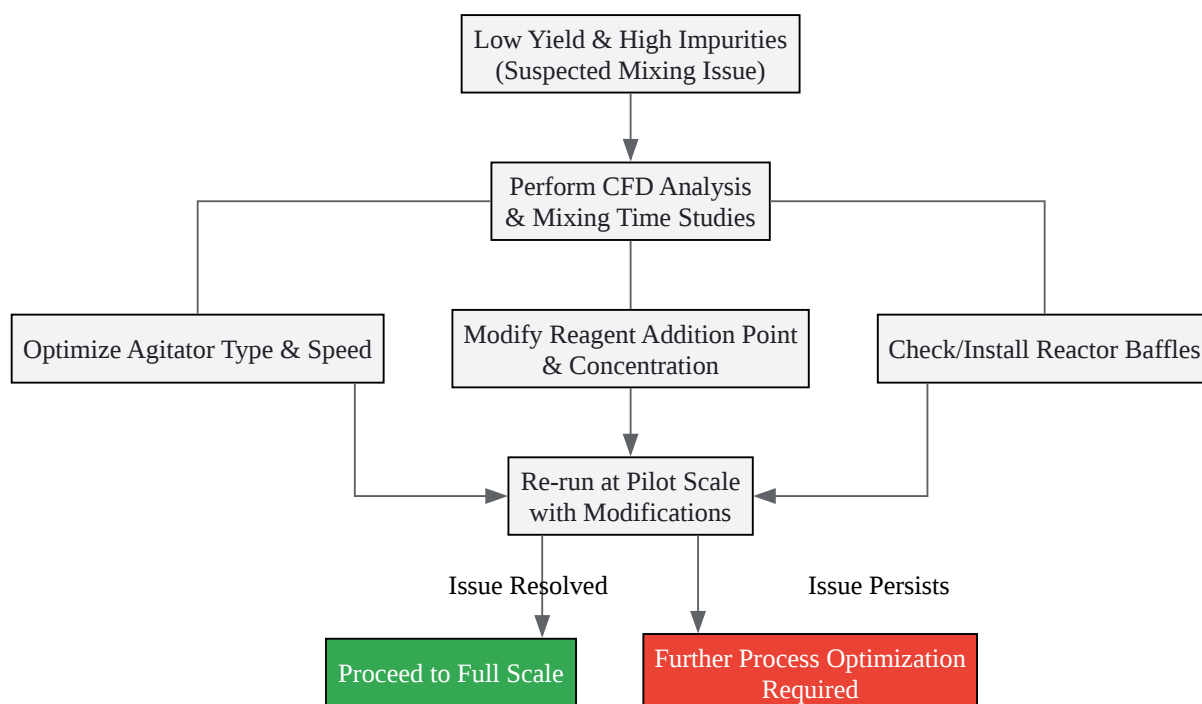 Low Yield & High Impurities
(Suspected Mixing Issue)
Perform CFD Analysis
& Mixing Time Studies
Optimize Agitator Type & Speed
Modify Reagent Addition Point
& Concentration
Check/Install Reactor Baffles
Re-run at Pilot Scale
with Modifications
Issue Resolved
Issue Persists
Proceed to Full Scale
Further Process Optimization
Required